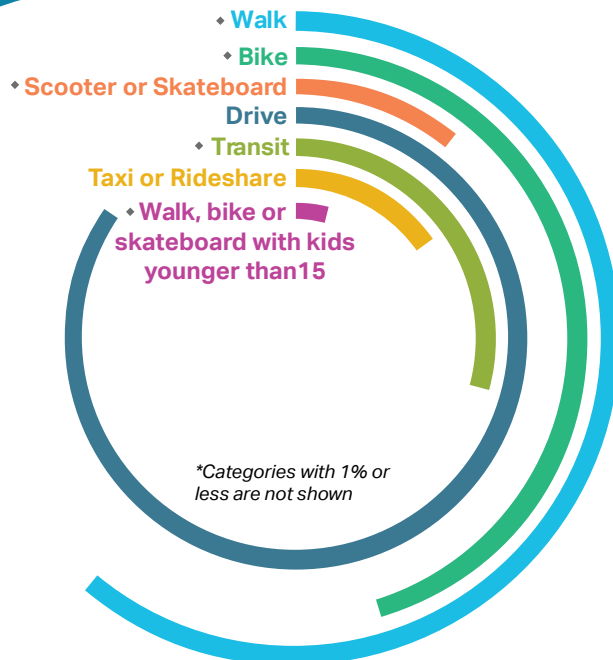 Walk
Bike
Scooter or Skateboard
Drive
Transit
Taxi or Rideshare
Walk, bike or
skateboard with kids
younger than15
*Categories with 1% or
less are not shown